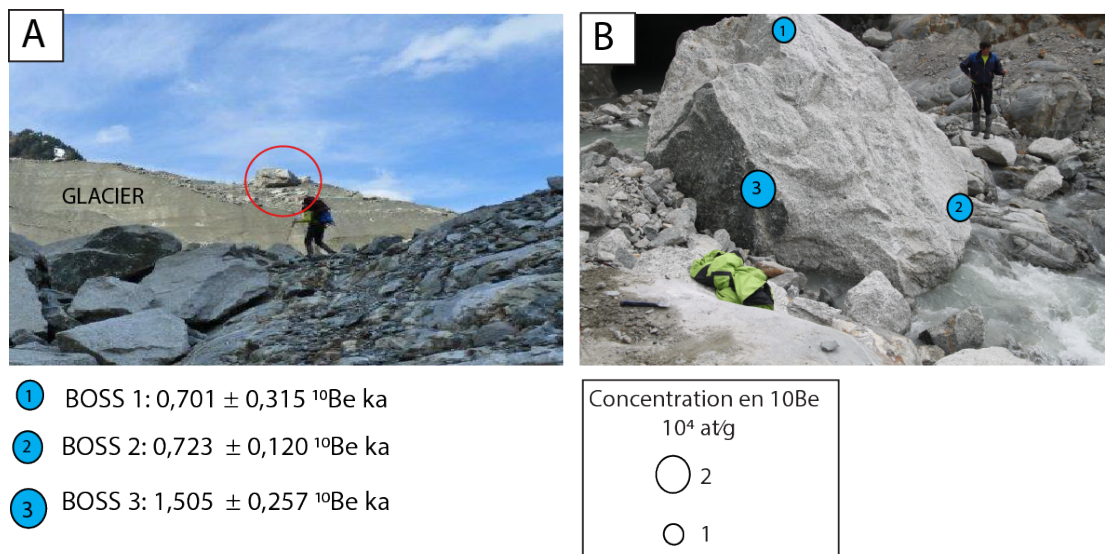 A
GLACIER
B
1
3
2
1 BOSS 1: 0,701 ± 0,315 ¹⁰Be ka
2 BOSS 2: 0,723 ± 0,120 ¹⁰Be ka
3 BOSS 3: 1,505 ± 0,257 ¹⁰Be ka
Concentration en 10Be
10⁴ at/g
2
1